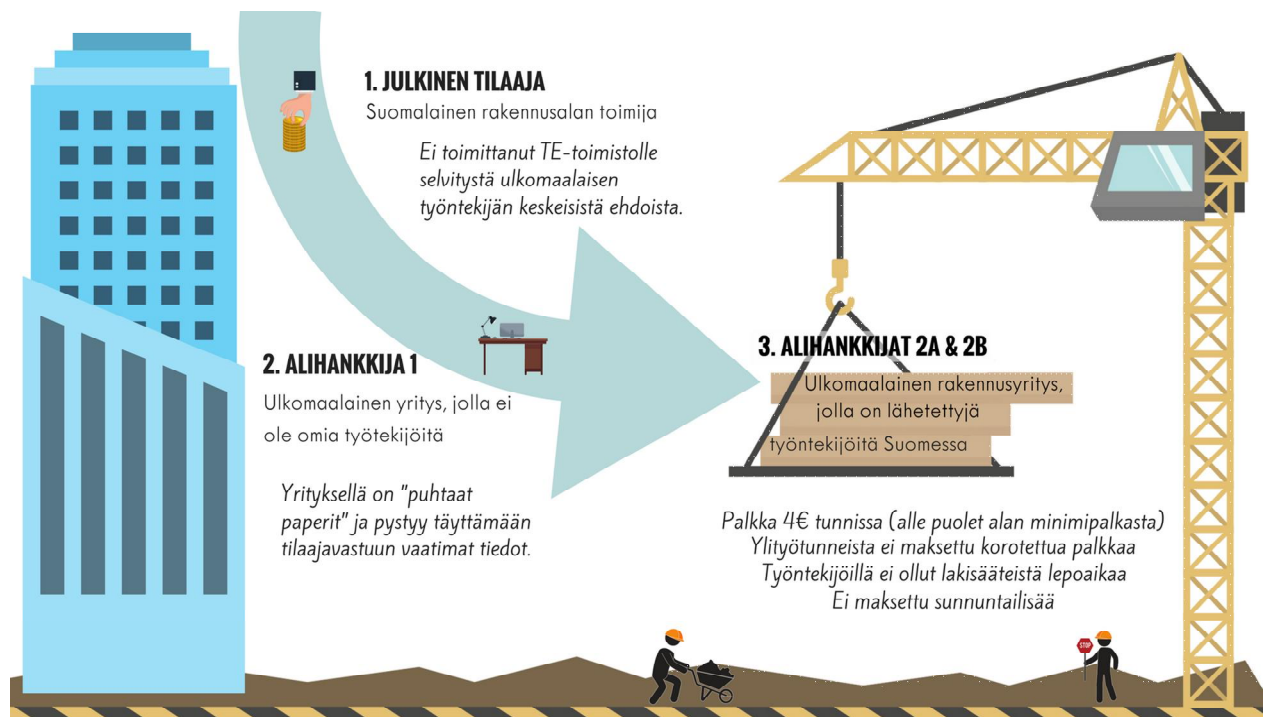 1. JULKINEN TILAAJA
Suomalainen rakennusalan toimija
Ei toimittanut TE-toimistolle
selvitystä ulkomaalaisen
työntekijän keskeisistä ehdoista.
2. ALIHANKKIJA 1
Ulkomaalainen yritys, jolla ei
ole omia työtekijöitä
Yrityksellä on "puhtaat
paperit" ja pystyy täyttämään
tilaajavastuun vaatimat tiedot.
3. ALIHANKKIJAT 2A & 2B
Ulkomaalainen rakennusyritys,
jolla on lähetettyjä
työntekijöitä Suomessa
Palkka 4€ tunnissa (alle puolet alan minimipalkasta)
Ylityötunneista ei maksettu korotettua palkkaa
Työntekijöillä ei ollut lakisääteistä lepoaikaa
Ei maksettu sunnuntailisää
STOP